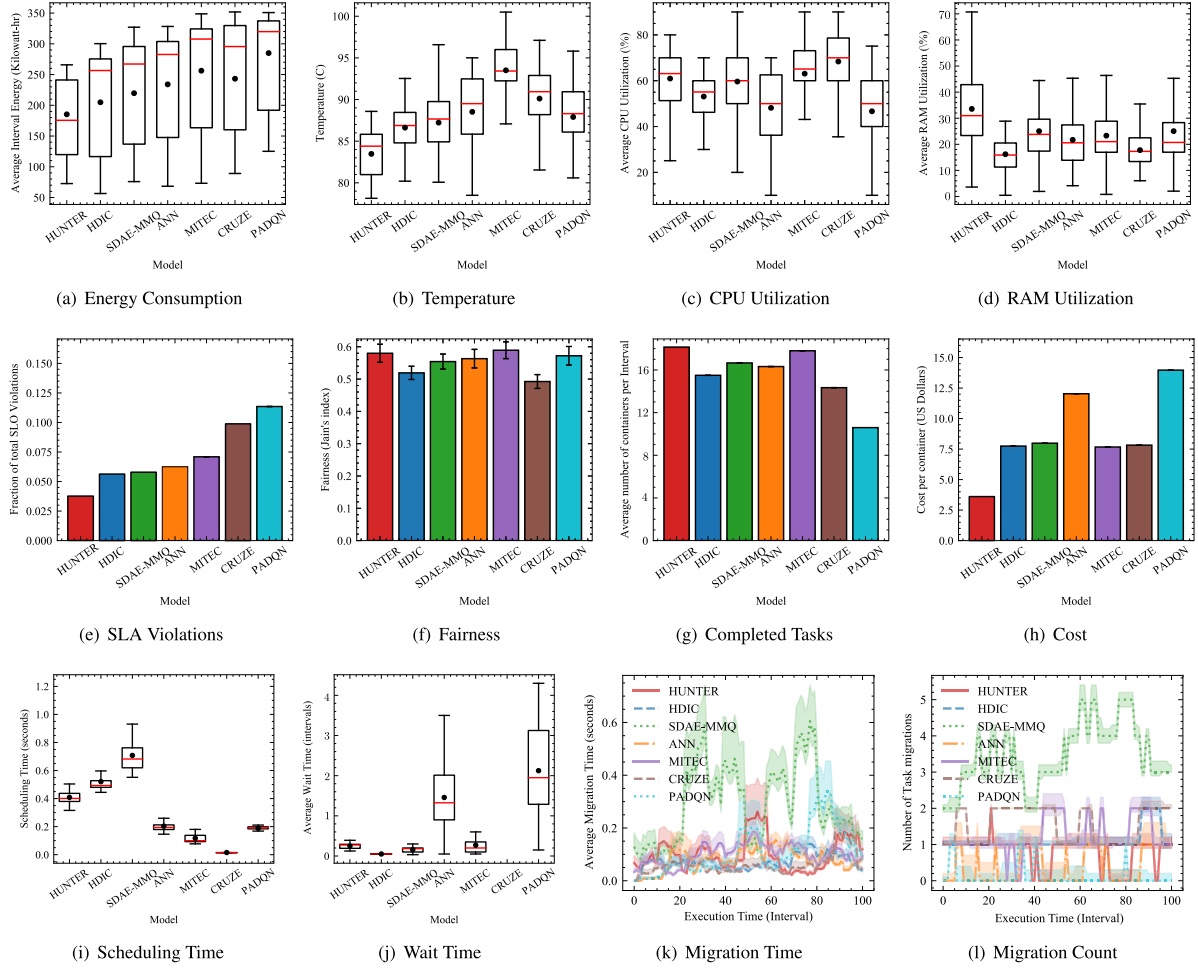 Average Interval Energy (Kilowatt-hr)
350
300
250
200
150
100
50
HUNTER
HDIC
SDAE-MMQ
ANN
MITEC
CRUZE
PADQN
Model
(a) Energy Consumption
Temperature (C)
100
95
90
85
80
HUNTER
HDIC
SDAE-MMQ
ANN
MITEC
CRUZE
PADQN
Model
(b) Temperature
Average CPU Utilization (\%)
80
60
40
20
HUNTER
HDIC
SDAE-MMQ
ANN
MITEC
CRUZE
PADQN
Model
(c) CPU Utilization
Average RAM Utilization (\%)
70
60
50
40
30
20
10
0
HUNTER
HDIC
SDAE-MMQ
ANN
MITEC
CRUZE
PADQN
Model
(d) RAM Utilization
Fraction of total SLO Violations
0.150
0.125
0.100
0.075
0.050
0.025
0.000
HUNTER
HDIC
SDAE-MMQ
ANN
MITEC
CRUZE
PADQN
Model
(e) SLA Violations
Fairness (Jain's index)
0.6
0.5
0.4
0.3
0.2
0.1
0.0
HUNTER
HDIC
SDAE-MMQ
ANN
MITEC
CRUZE
PADQN
Model
(f) Fairness
Average number of containers per Interval
16
12
8
4
0
HUNTER
HDIC
SDAE-MMQ
ANN
MITEC
CRUZE
PADQN
Model
(g) Completed Tasks
Cost per container (US Dollars)
15.0
12.5
10.0
7.5
5.0
2.5
0.0
HUNTER
HDIC
SDAE-MMQ
ANN
MITEC
CRUZE
PADQN
Model
(h) Cost
Scheduling Time (seconds)
1.2
1.0
0.8
0.6
0.4
0.2
0.0
HUNTER
HDIC
SDAE-MMQ
ANN
MITEC
CRUZE
PADQN
Model
(i) Scheduling Time
Average Wait Time (intervals)
4
3
2
1
0
HUNTER
HDIC
SDAE-MMQ
ANN
MITEC
CRUZE
PADQN
Model
(j) Wait Time
Average Migration Time (seconds)
0.6
0.4
0.2
0.0
HUNTER
HDIC
SDAE-MMQ
ANN
MITEC
CRUZE
PADQN
0 20 40 60 80 100
Execution Time (Interval)
(k) Migration Time
Number of Task migrations
5
4
3
2
1
0
HUNTER
HDIC
SDAE-MMQ
ANN
MITEC
CRUZE
PADQN
0 20 40 60 80 100
Execution Time (Interval)
(l) Migration Count